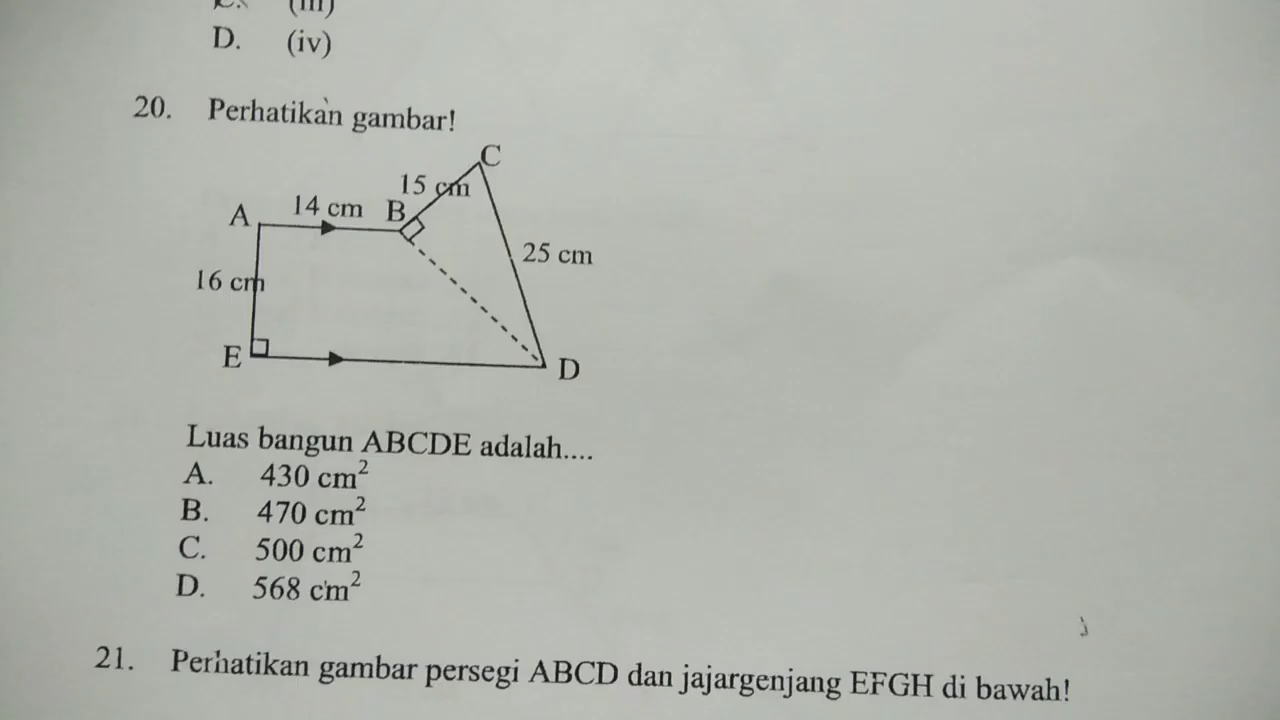 C. (iii)
D. (iv)
20. Perhatikan gambar!
C
15 cm
A 14 cm B
25 cm
16 cm
E
D
Luas bangun ABCDE adalah....
A. 430 cm²
B. 470 cm²
C. 500 cm²
D. 568 cm²
21. Perhatikan gambar persegi ABCD dan jajargenjang EFGH di bawah!